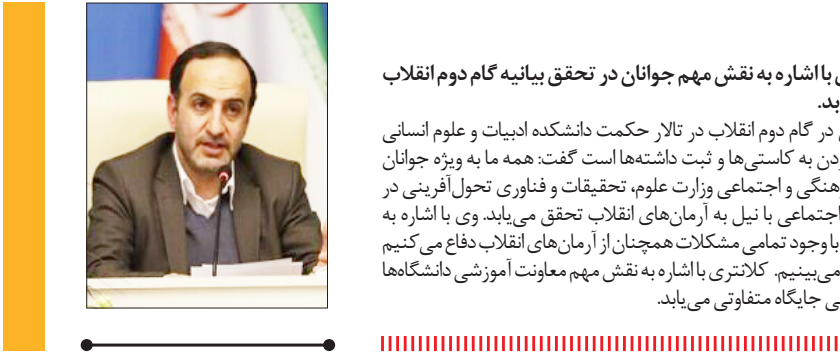 با اشاره به نقش مهم جوانان در تحقق بیانیه گام دوم انقلاب
در گام دوم انقلاب در تالار حکمت دانشکده ادبیات و علوم انسانی
به کاستی‌ها و ثبت داشته‌ها است گفت: همه ما به ویژه جوانان
و اجتماعی وزارت علوم، تحقیقات و فناوری تحول‌آفرینی در
اجتماعی با نیل به آرمان‌های انقلاب تحقق می‌یابد. وی با اشاره به
با وجود تمامی مشکلات همچنان از آرمان‌های انقلاب دفاع می‌کنیم
می‌بینیم. کلانتری با اشاره به نقش مهم معاونت آموزشی دانشگاه‌ها
جایگاه متفاوتی می‌یابد.